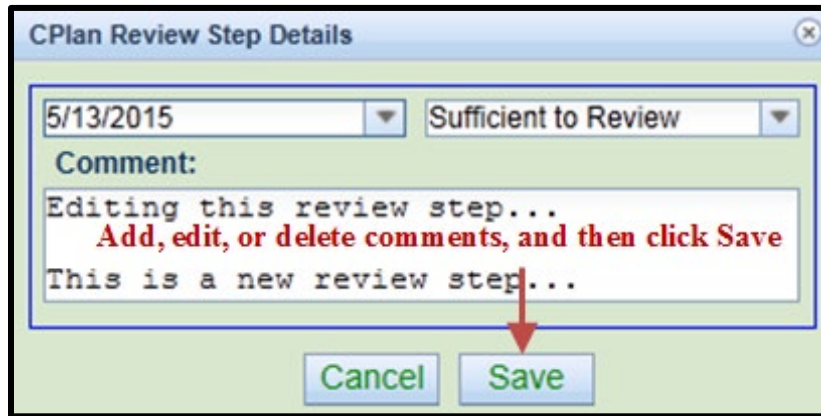 CPlan Review Step Details
5/13/2015 Sufficient to Review
Comment:
Editing this review step...
Add, edit, or delete comments, and then click Save
This is a new review step...
Cancel Save